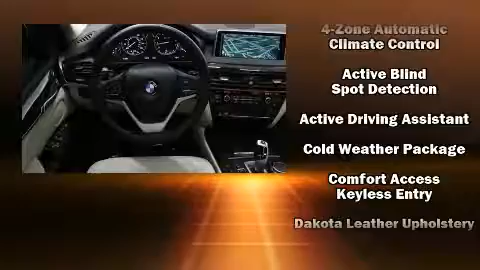 4-Zone Automatic
Climate Control
Active Blind
Spot Detection
Active Driving Assistant
Cold Weather Package
Comfort Access
Keyless Entry
Dakota Leather Upholstery